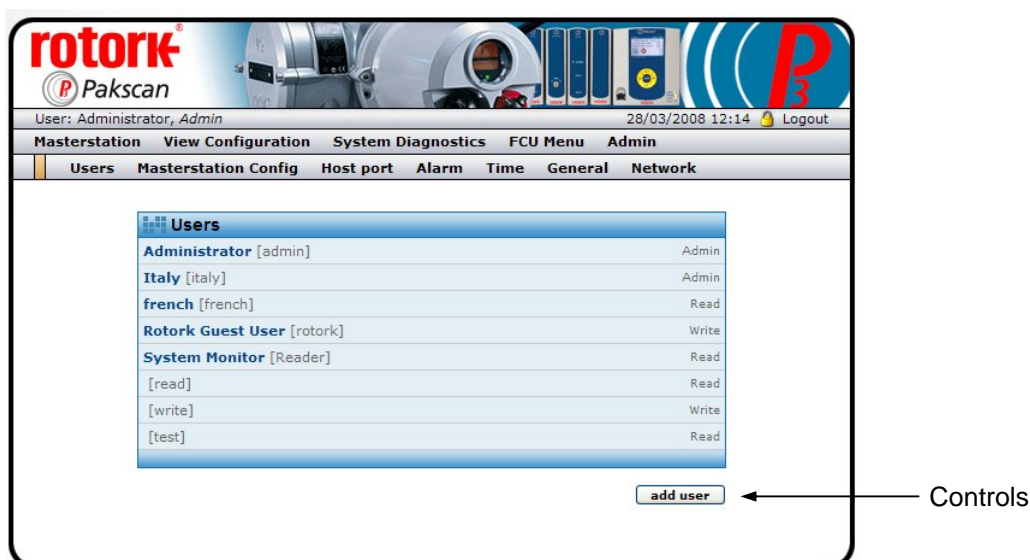 rotork®
P Pakscan
P3
User: Administrator, Admin 28/03/2008 12:14 Logout
Masterstation View Configuration System Diagnostics FCU Menu Admin
Users Masterstation Config Host port Alarm Time General Network
Users
Administrator [admin] Admin
Italy [italy] Admin
french [french] Read
Rotork Guest User [rotork] Write
System Monitor [Reader] Read
[read] Read
[write] Write
[test] Read
add user
Controls